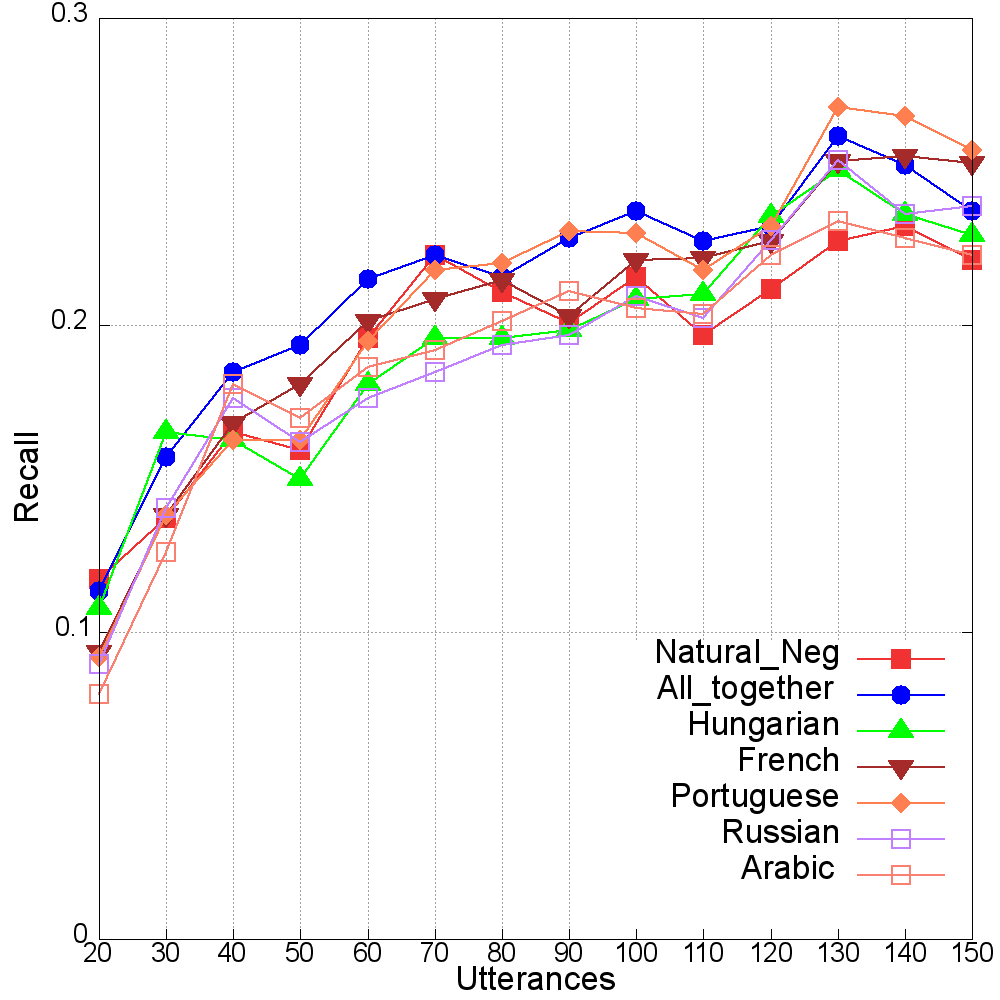 0.3
0.2
0.1
0
Recall
20 30 40 50 60 70 80 90 100 110 120 130 140 150
Utterances
Natural_Neg
All_together
Hungarian
French
Portuguese
Russian
Arabic